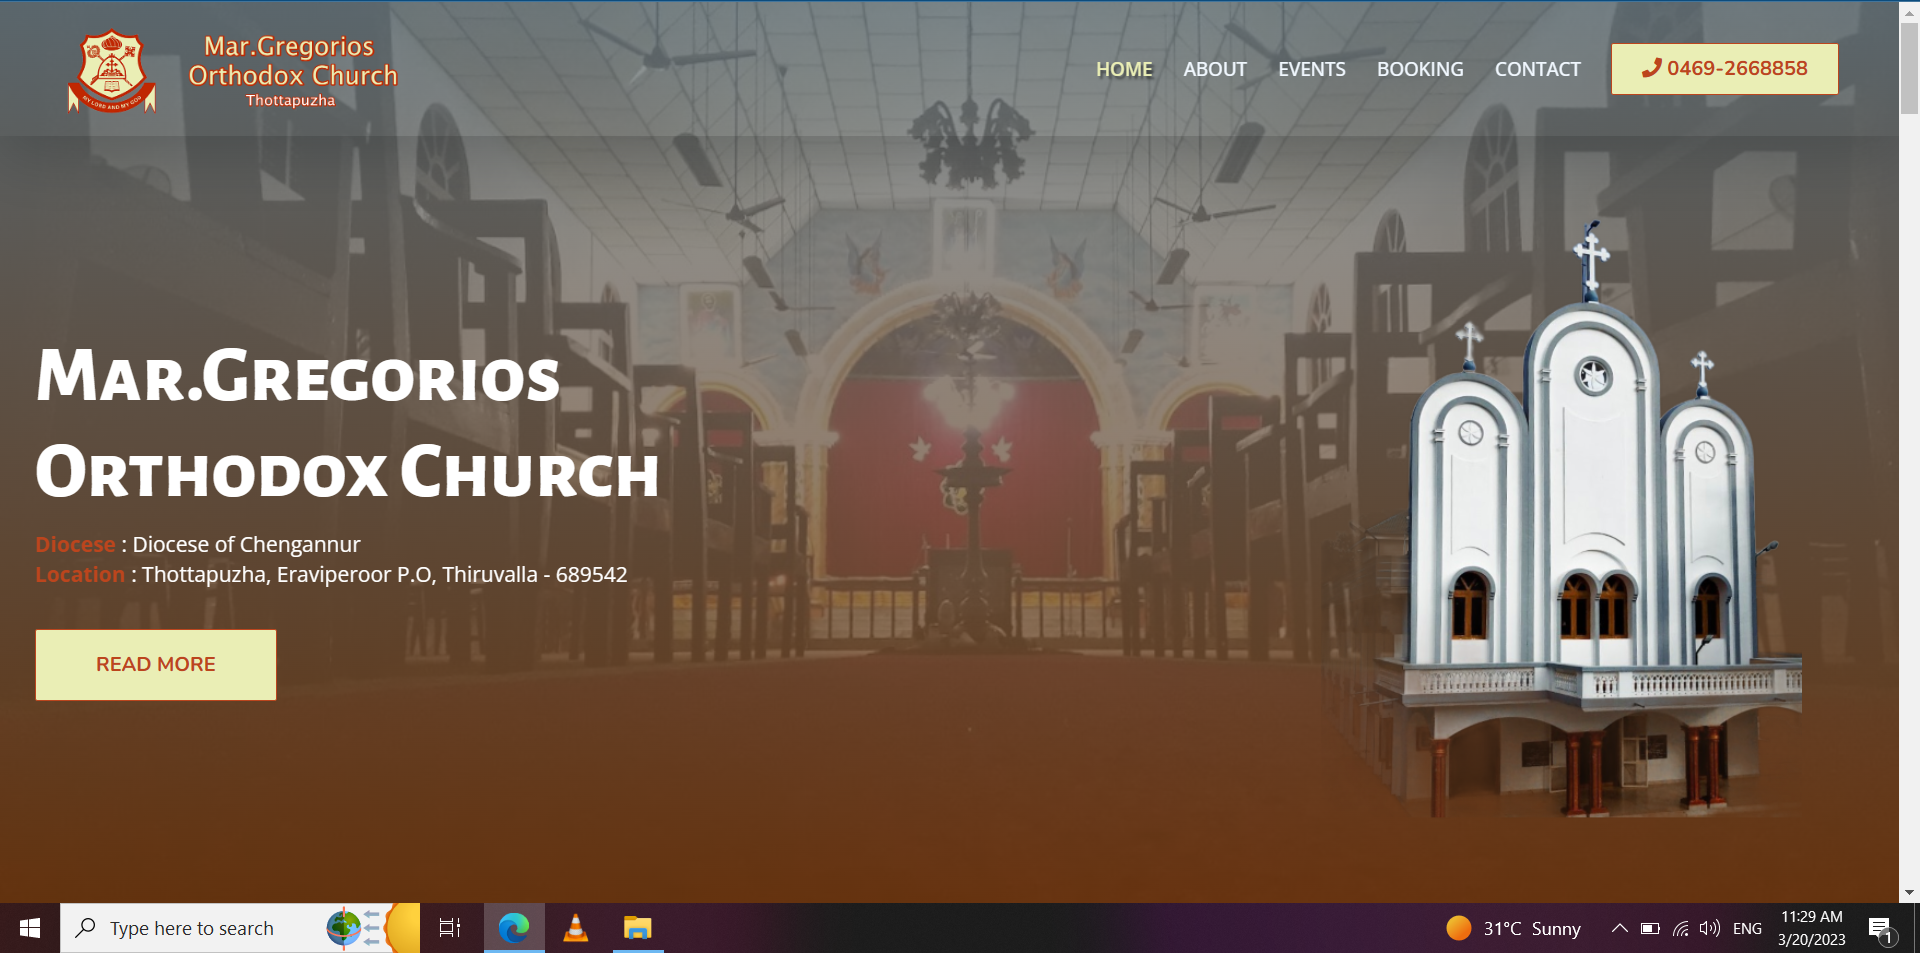 MY LORD AND MY GOD
Mar.Gregorios
Orthodox Church
Thottapuzha
HOME ABOUT EVENTS BOOKING CONTACT 0469-2668858
Mar.Gregorios
Orthodox Church
Diocese : Diocese of Chengannur
Location : Thottapuzha, Eraviperoor P.O, Thiruvalla - 689542
READ MORE
Type here to search
31°C Sunny
ENG
11:29 AM
3/20/2023
1